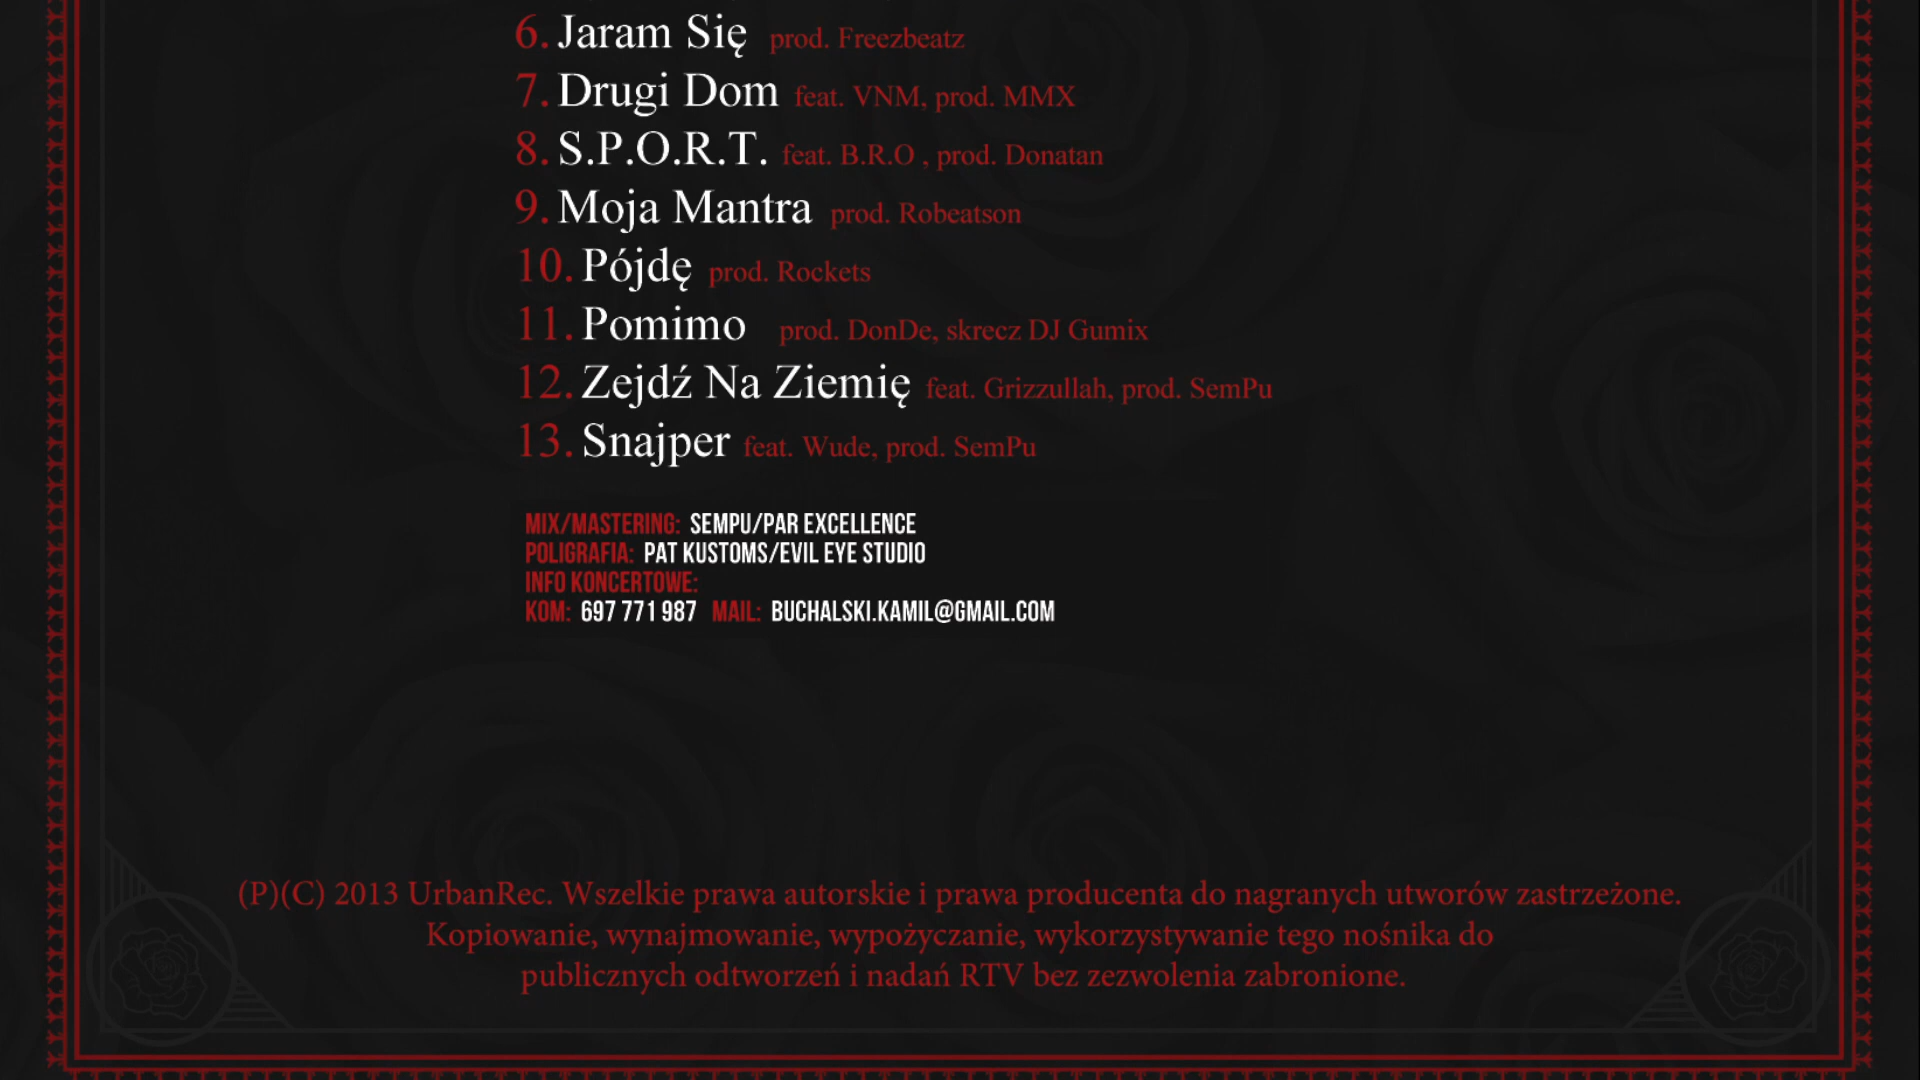 6. Jaram Się prod. Freezbeatz
7. Drugi Dom feat. VNM, prod. MMX
8. S.P.O.R.T. feat. B.R.O , prod. Donatan
9. Moja Mantra prod. Robeatson
10. Pójdę prod. Rockets
11. Pomimo prod. DonDe, skrecz DJ Gumix
12. Zejdź Na Ziemię feat. Grizzullah, prod. SemPu
13. Snajper feat. Wude, prod. SemPu
MIX/MASTERING: SEMPU/PAR EXCELLENCE
POLIGRAFIA: PAT KUSTOMS/EVIL EYE STUDIO
INFO KONCERTOWE:
KOM: 697 771 987 MAIL: BUCHALSKI.KAMIL@GMAIL.COM
(P)(C) 2013 UrbanRec. Wszelkie prawa autorskie i prawa producenta do nagranych utworów zastrzeżone.
Kopiowanie, wynajmowanie, wypożyczanie, wykorzystywanie tego nośnika do
publicznych odtworzeń i nadań RTV bez zezwolenia zabronione.